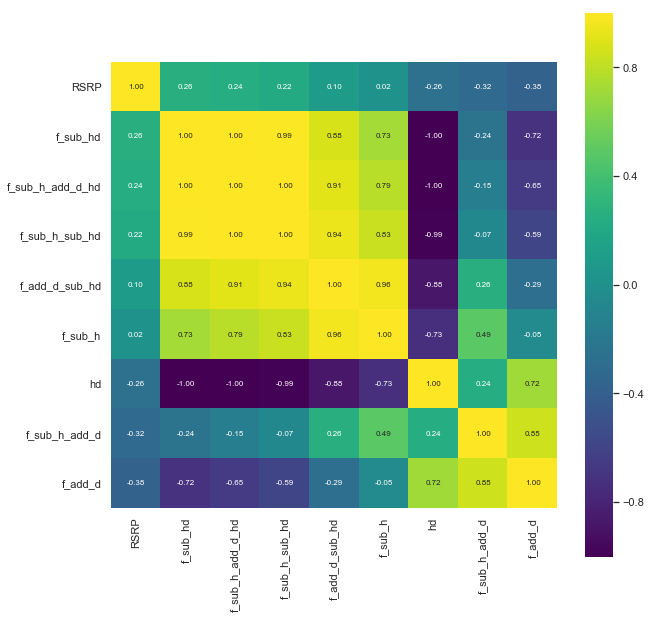 RSRP 1.00 0.26 0.24 0.22 0.10 0.02 -0.26 -0.32 -0.38
f_sub_hd 0.26 1.00 1.00 0.99 0.88 0.73 -1.00 -0.24 -0.72
f_sub_h_add_d_hd 0.24 1.00 1.00 1.00 0.91 0.79 -1.00 -0.15 -0.65
f_sub_h_sub_hd 0.22 0.99 1.00 1.00 0.94 0.83 -0.99 -0.07 -0.59
f_add_d_sub_hd 0.10 0.88 0.91 0.94 1.00 0.96 -0.88 0.26 -0.29
f_sub_h 0.02 0.73 0.79 0.83 0.96 1.00 -0.73 0.49 -0.05
hd -0.26 -1.00 -1.00 -0.99 -0.88 -0.73 1.00 0.24 0.72
f_sub_h_add_d -0.32 -0.24 -0.15 -0.07 0.26 0.49 0.24 1.00 0.85
f_add_d -0.38 -0.72 -0.65 -0.59 -0.29 -0.05 0.72 0.85 1.00
RSRP
f_sub_hd
f_sub_h_add_d_hd
f_sub_h_sub_hd
f_add_d_sub_hd
f_sub_h
hd
f_sub_h_add_d
f_add_d
0.8
0.4
0.0
-0.4
-0.8